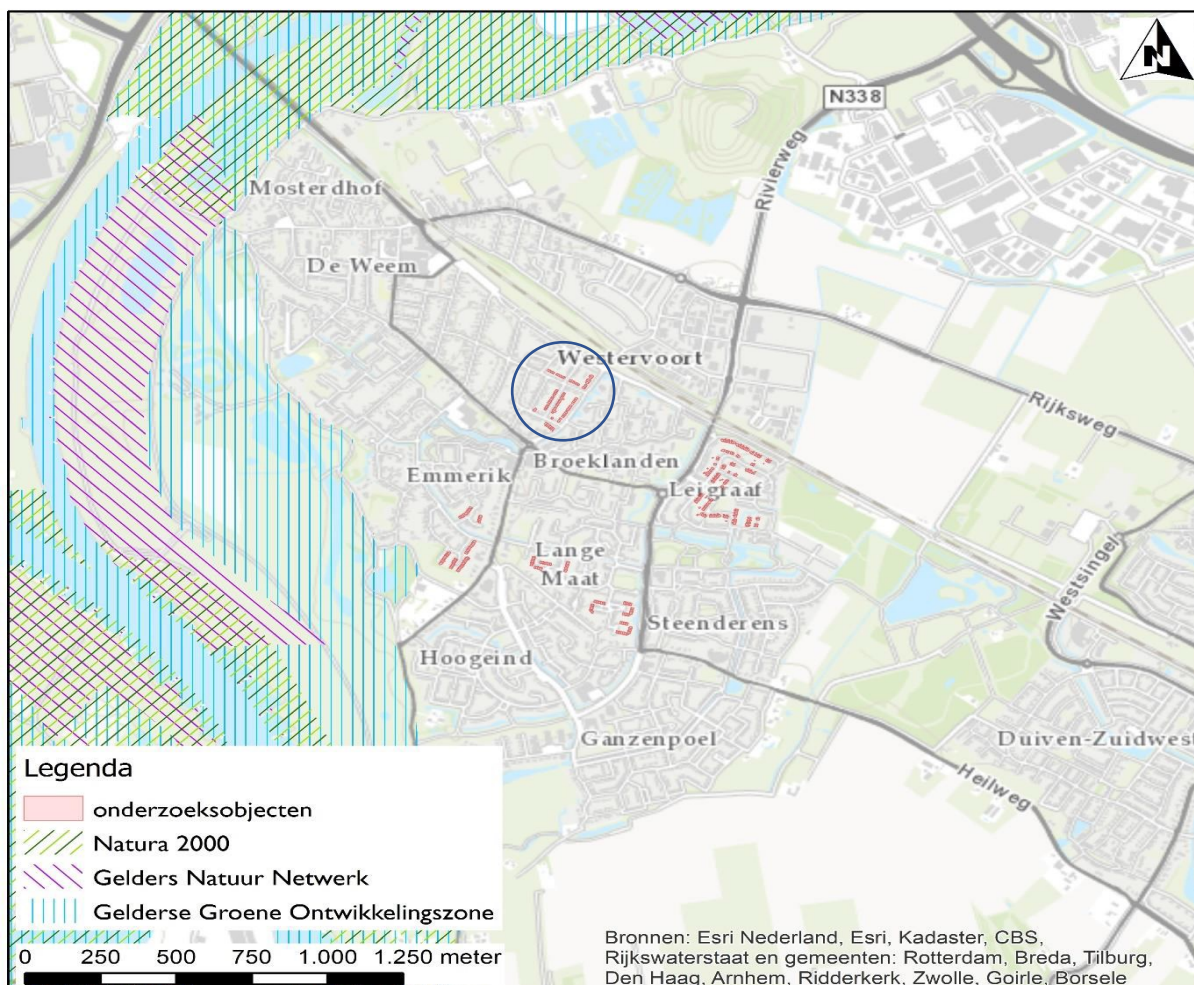 N
N338
Rivierweg
Mosterdhof
De Weem
Westervoort
Rijksweg
Broeklanden
Emmerik
Leigraaf
Lange
Maat
Westsingel
Steenderens
Hoogeind
Ganzenpoel
Duiven-Zuidwest
Heilweg
Legenda
onderzoeksobjecten
Natura 2000
Gelders Natuur Netwerk
Gelderse Groene Ontwikkelingszone
0 250 500 750 1.000 1.250 meter
Bronnen: Esri Nederland, Esri, Kadaster, CBS,
Rijkswaterstaat en gemeenten: Rotterdam, Breda, Tilburg,
Den Haag, Arnhem, Ridderkerk, Zwolle, Goirle, Borsele